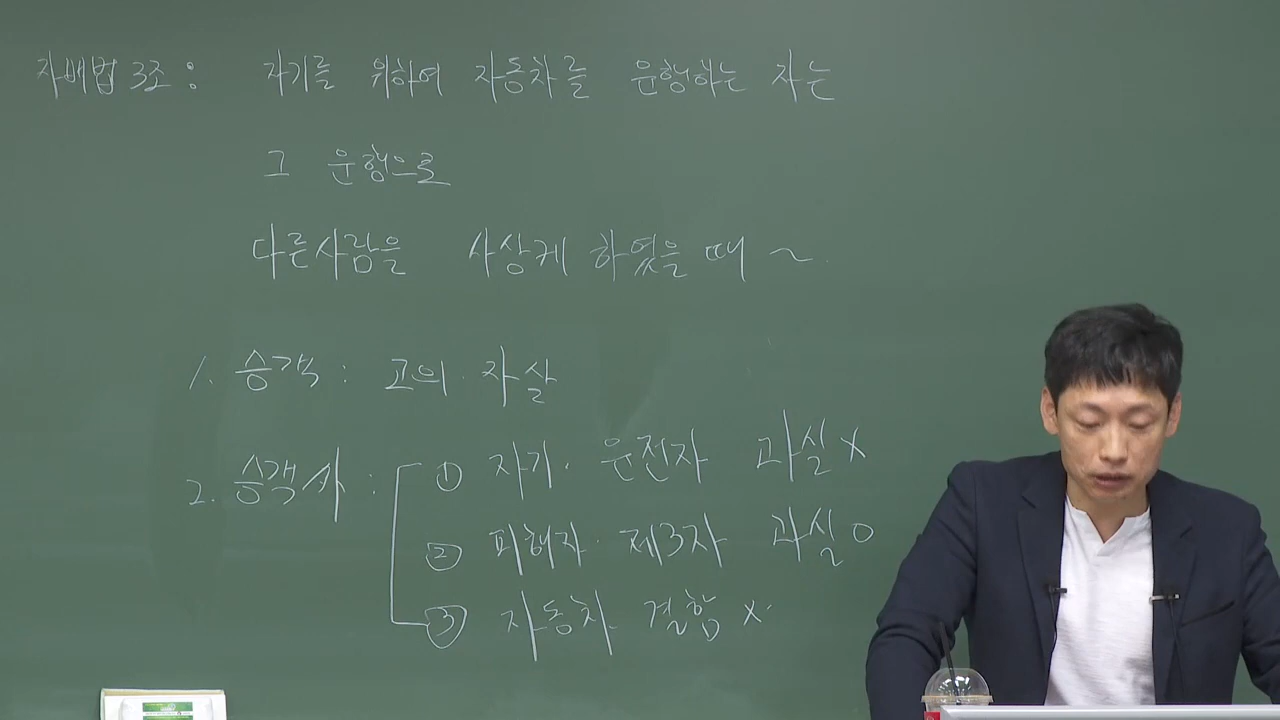 자배법 3조 : 자기를 위하여 자동차를 운행하는 자는
그 운행으로
다른사람을 사상케 하였을 때 ~
1. 승객 : 고의·자살
2. 승객外 : ① 자기·운전자 과실 x
② 피해자·제3자 과실 o
③ 자동차 결함 x